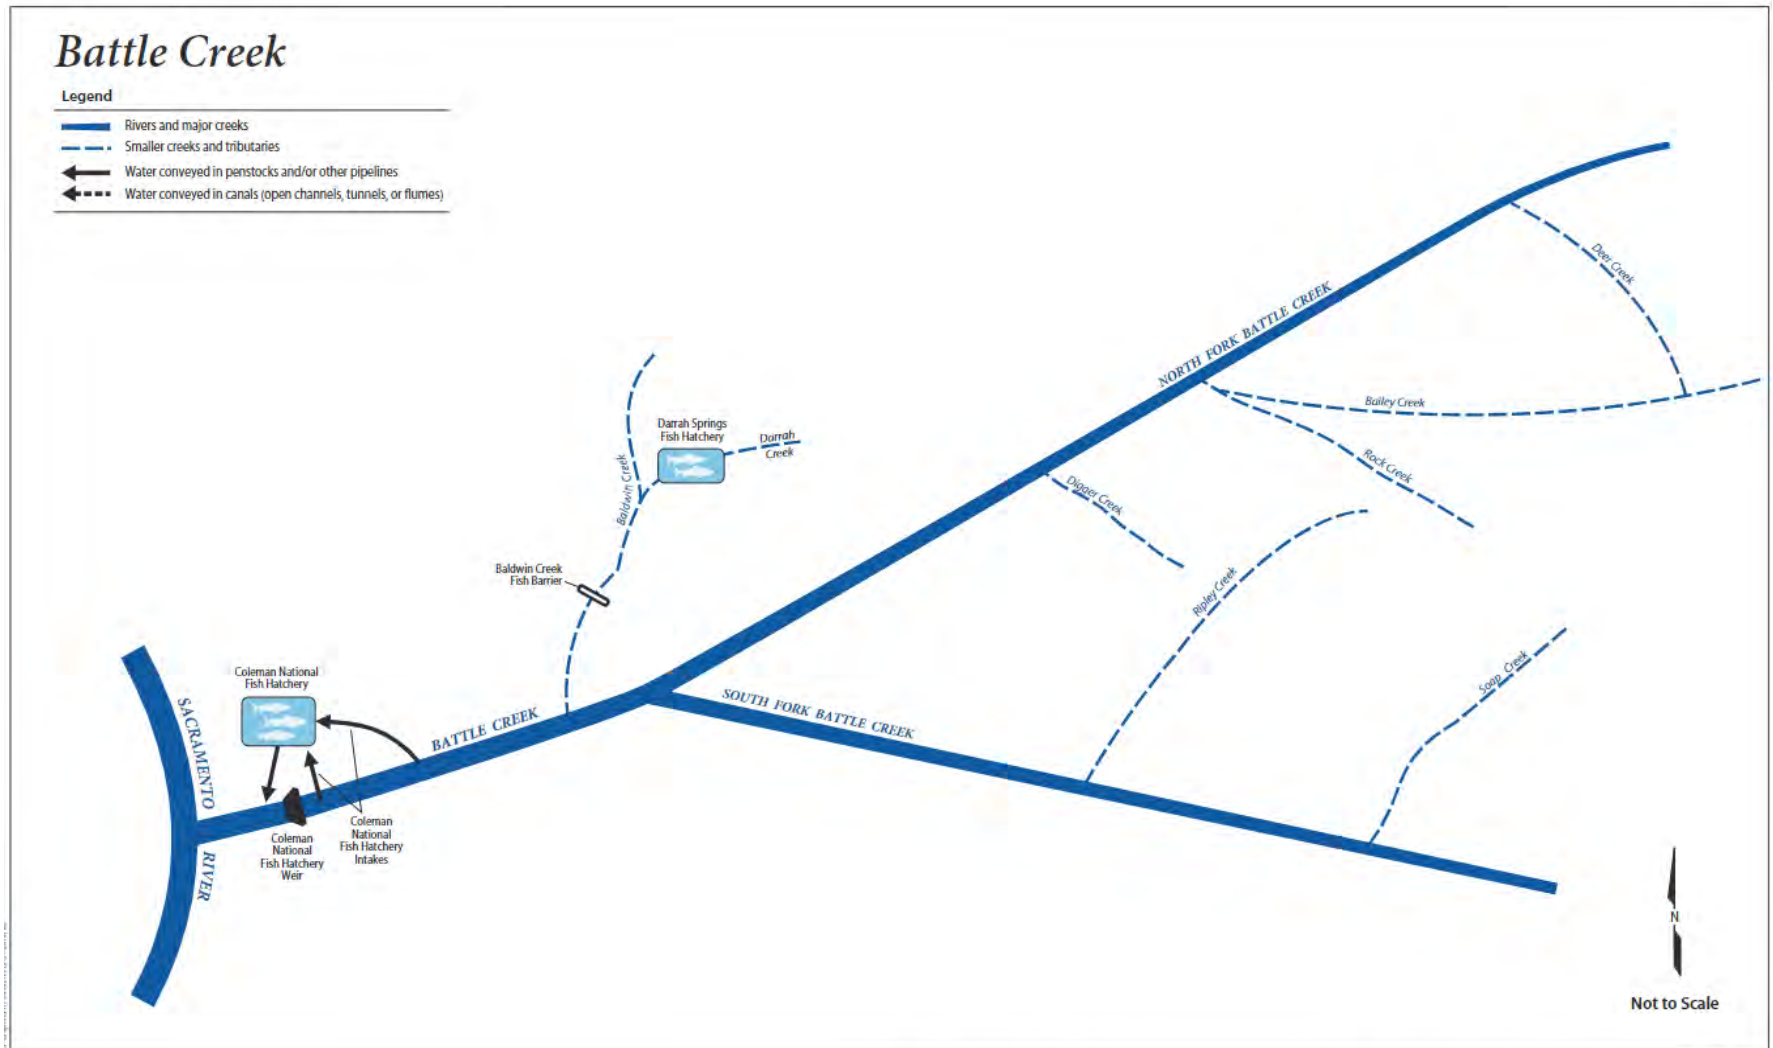 Battle Creek
Legend
Rivers and major creeks
Smaller creeks and tributaries
Water conveyed in penstocks and/or other pipelines
Water conveyed in canals (open channels, tunnels, or flumes)
Deer Creek
NORTH FORK BATTLE CREEK
Bailey Creek
Darrah Springs
Fish Hatchery
Darrah
Creek
Baldwin Creek
Rock Creek
Digger Creek
Baldwin Creek
Fish Barrier
Ripley Creek
Soap Creek
Coleman National
Fish Hatchery
SACRAMENTO
RIVER
BATTLE CREEK
SOUTH FORK BATTLE CREEK
Coleman
National
Fish Hatchery
Weir
Coleman
National
Fish Hatchery
Intakes
N
Not to Scale